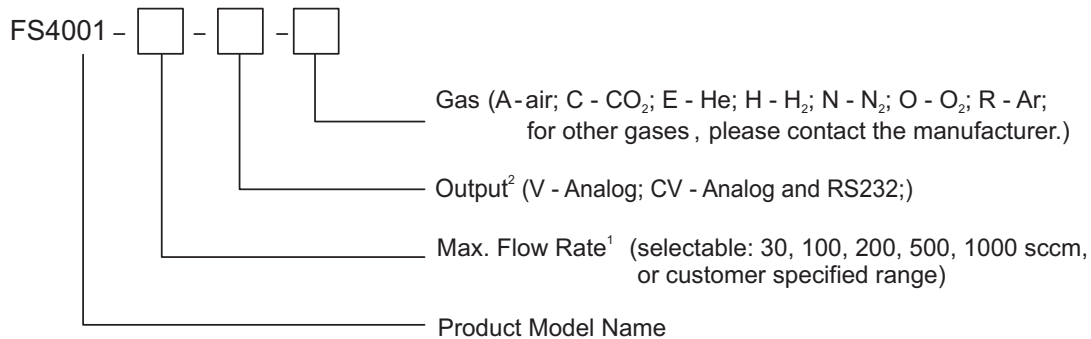 FS4001 – □ – □ – □
Gas (A-air; C - CO₂; E - He; H - H₂; N - N₂; O - O₂; R - Ar;
for other gases, please contact the manufacturer.)
Output² (V - Analog; CV - Analog and RS232;)
Max. Flow Rate¹ (selectable: 30, 100, 200, 500, 1000 sccm,
or customer specified range)
Product Model Name